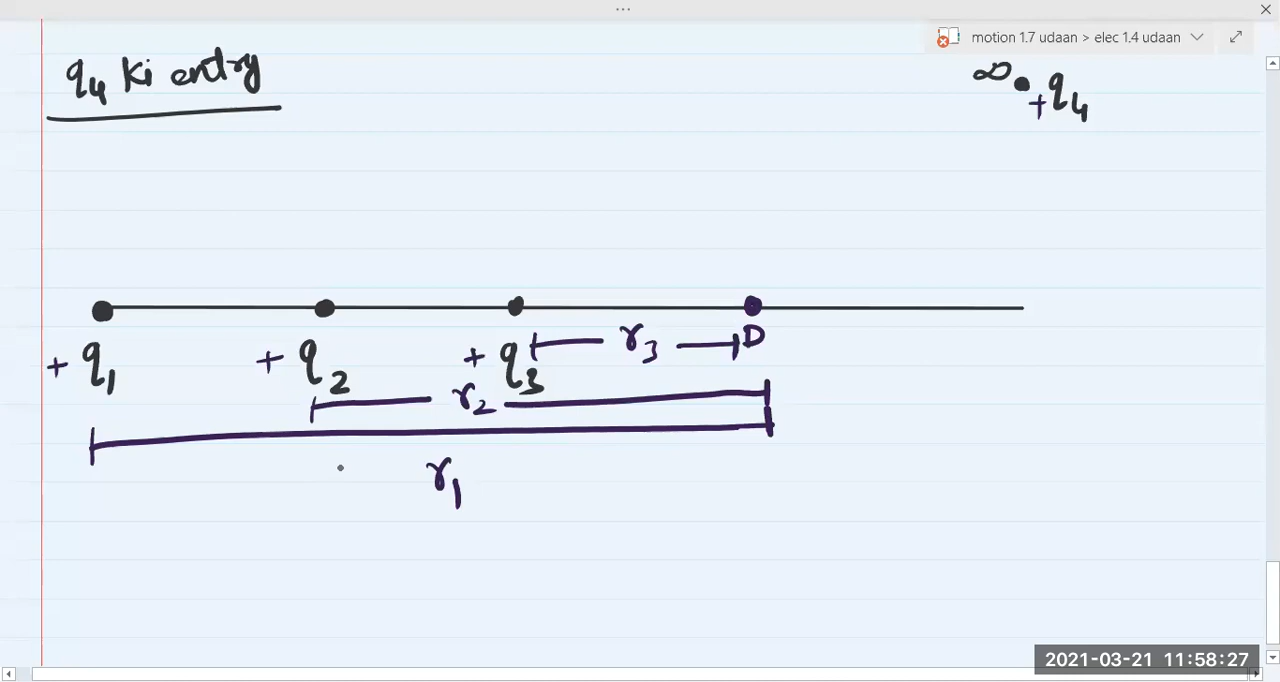 motion 1.7 udaan > elec 1.4 udaan
q4 ki entry
∞
+q4
+q1 +q2 +q3 r3 D
r2
r1
2021-03-21 11:58:27